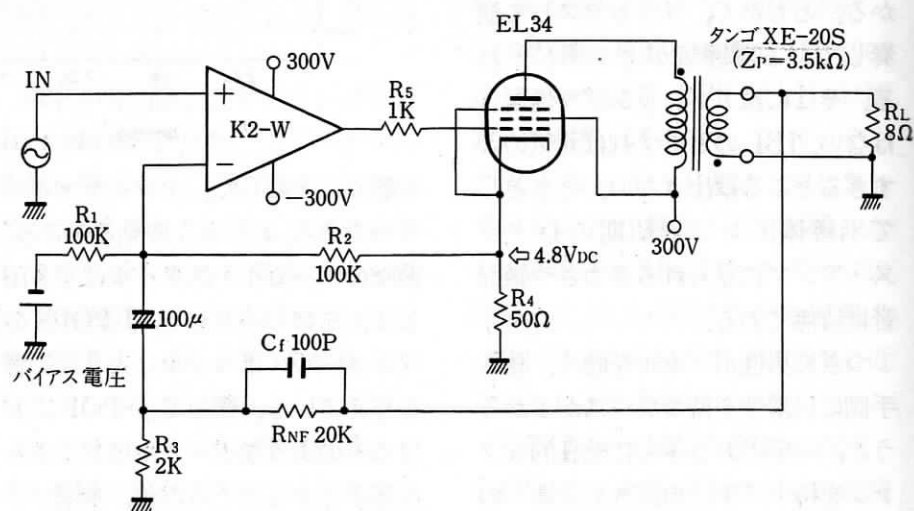 EL34
タンゴ XE-20S
(ZP=3.5kΩ)
IN
300V
+
K2-W
−
−300V
R5
1K
RL
8Ω
300V
R1
100K
R2
100K
⇦ 4.8VDC
R4
50Ω
100μ
バイアス電圧
Cf 100P
RNF 20K
R3
2K